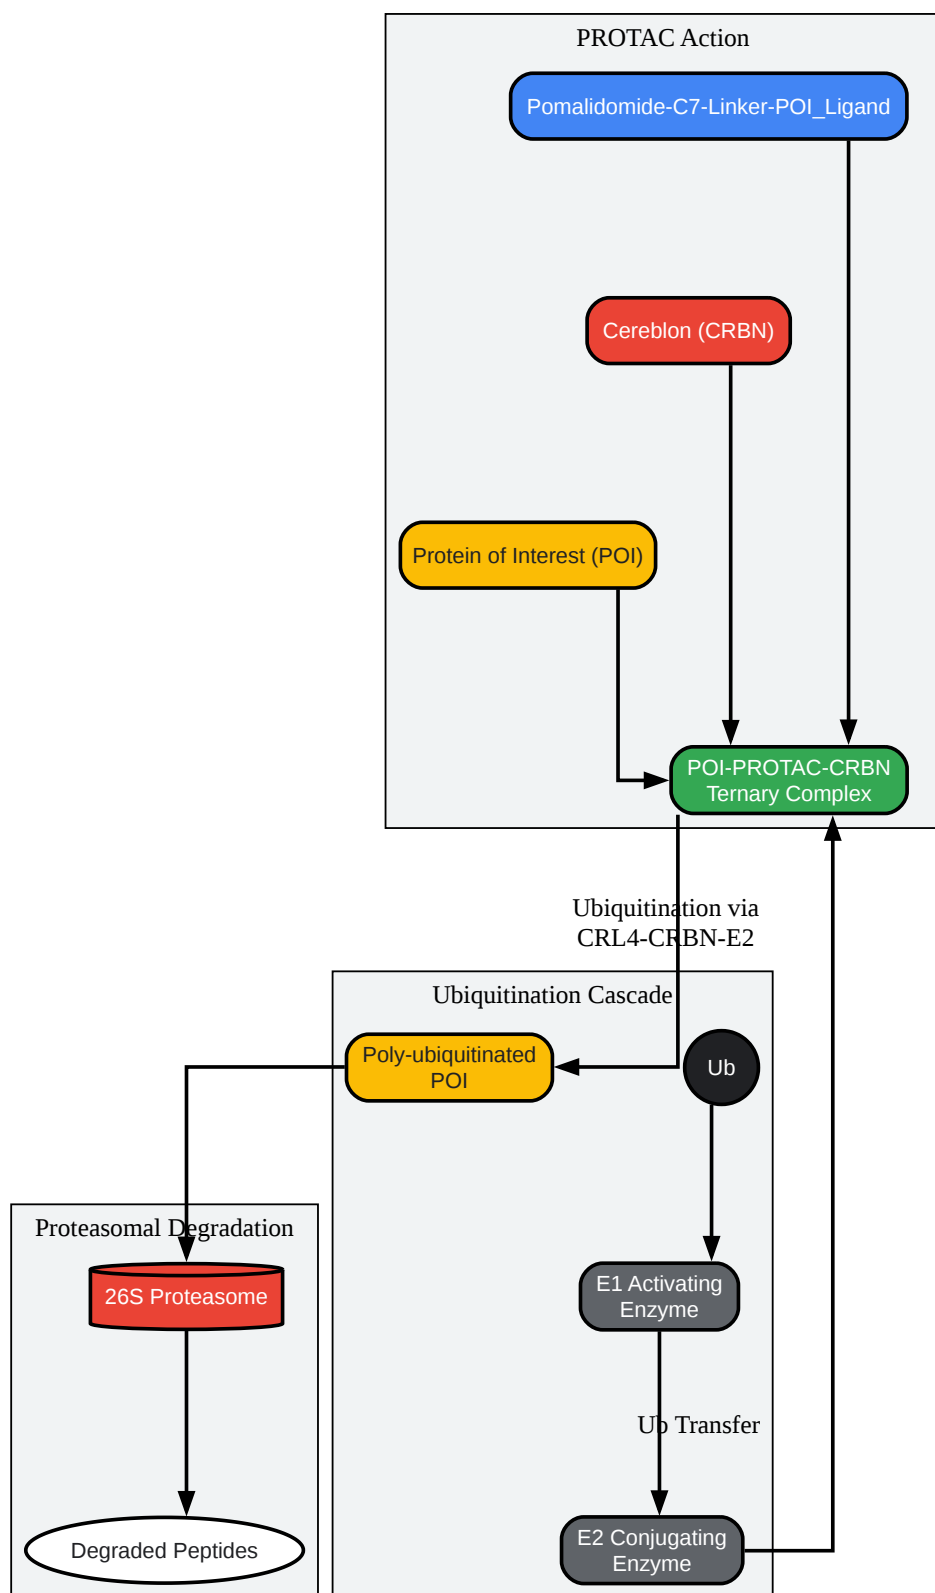 PROTAC Action
Pomalidomide-C7-Linker-POI_Ligand
Cereblon (CRBN)
Protein of Interest (POI)
POI-PROTAC-CRBN
Ternary Complex
Ubiquitination via
CRL4-CRBN-E2
Ubiquitination Cascade
Poly-ubiquitinated
POI
Ub
Proteasomal Degradation
26S Proteasome
E1 Activating
Enzyme
Ub Transfer
Degraded Peptides
E2 Conjugating
Enzyme